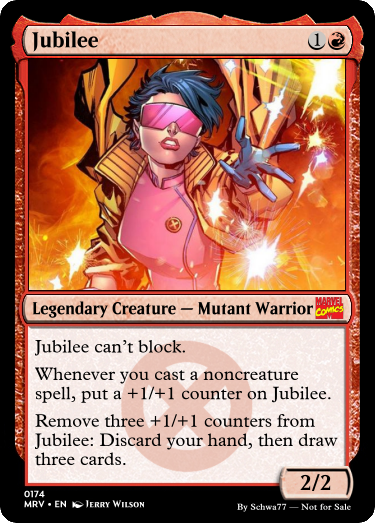 Jubilee 1
Legendary Creature — Mutant Warrior MARVEL COMICS
Jubilee can't block.
Whenever you cast a noncreature
spell, put a +1/+1 counter on Jubilee.
Remove three +1/+1 counters from
Jubilee: Discard your hand, then draw
three cards.
2/2
0174
MRV • EN Jerry Wilson
By Schwa77 — Not for Sale